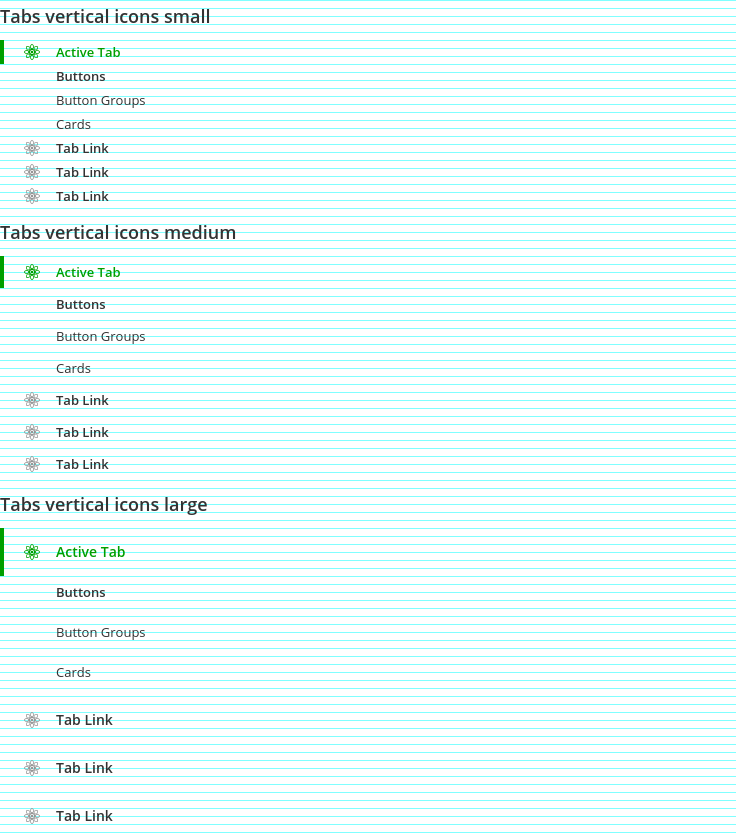 Tabs vertical icons small
Active Tab
Buttons
Button Groups
Cards
Tab Link
Tab Link
Tab Link
Tabs vertical icons medium
Active Tab
Buttons
Button Groups
Cards
Tab Link
Tab Link
Tab Link
Tabs vertical icons large
Active Tab
Buttons
Button Groups
Cards
Tab Link
Tab Link
Tab Link